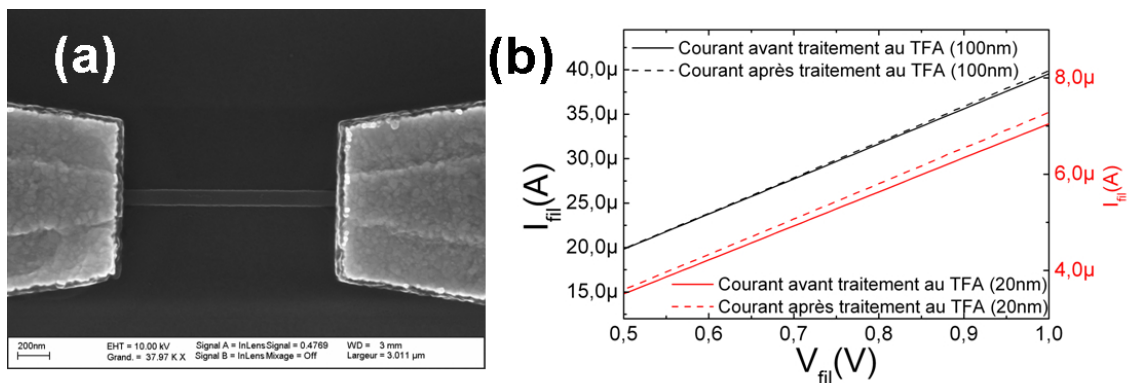 (a)
200nm
EHT = 10.00 kV Signal A = InLens Signal = 0.4769 WD = 3 mm
Grand. = 37.97 K X Signal B = InLens Mixage = Off Largeur = 3.011 µm
(b)
Courant avant traitement au TFA (100nm)
Courant après traitement au TFA (100nm)
40,0µ
35,0µ
30,0µ
25,0µ
20,0µ
15,0µ
I_fil(A)
8,0µ
6,0µ
4,0µ
I_fil(A)
Courant avant traitement au TFA (20nm)
Courant après traitement au TFA (20nm)
0,5 0,6 0,7 0,8 0,9 1,0
V_fil(V)